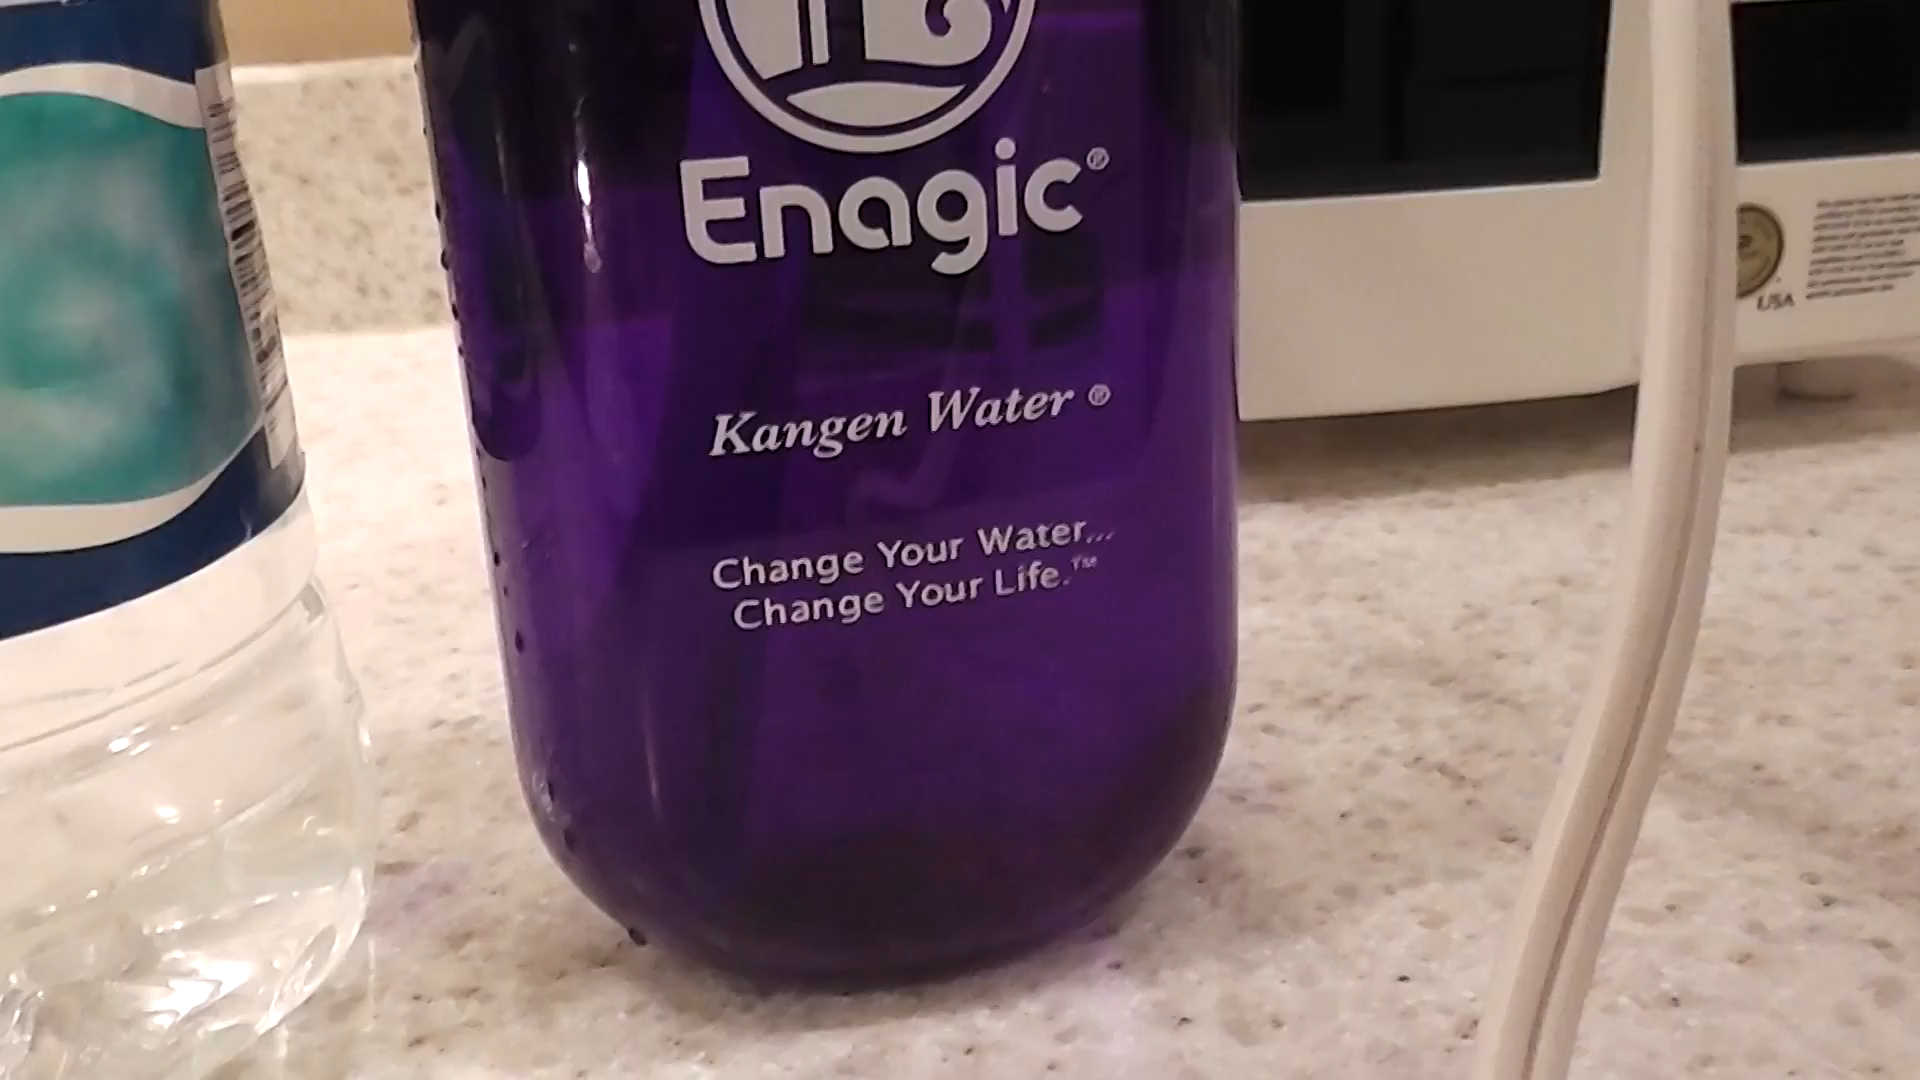 Enagic®
Kangen Water ®
Change Your Water...
Change Your Life.™
USA